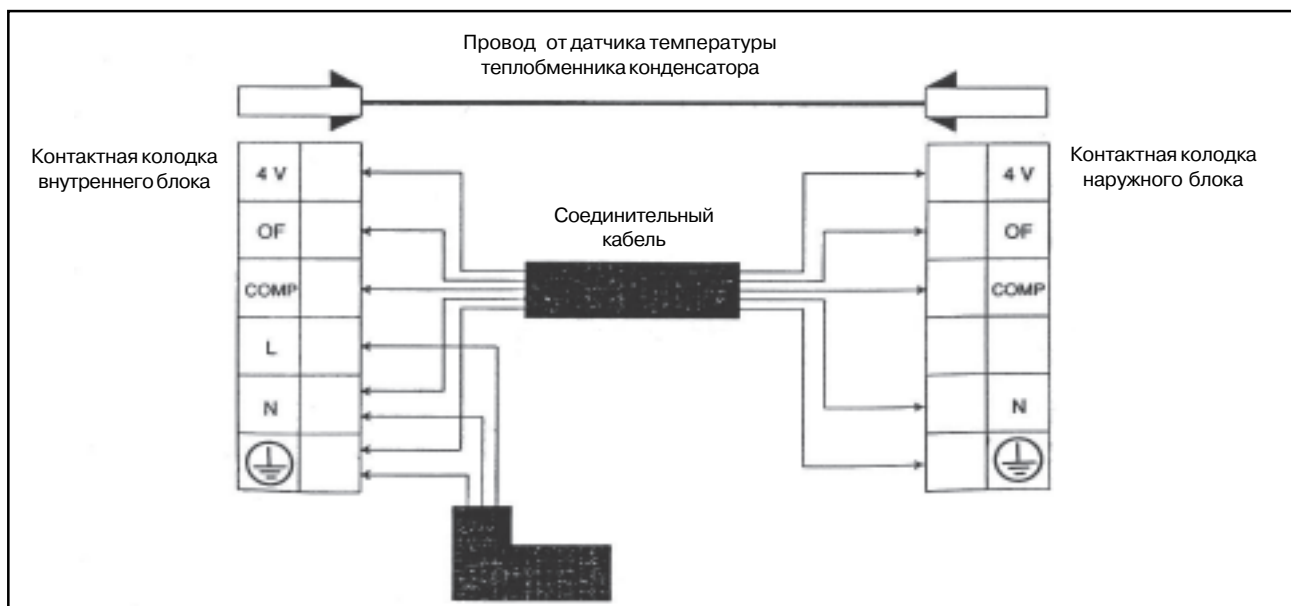 Провод от датчика температуры
теплобменника конденсатора
Контактная колодка
внутреннего блока
Контактная колодка
наружного блока
Соединительный
кабель
4 V
OF
COMP
L
N
4 V
OF
COMP
N